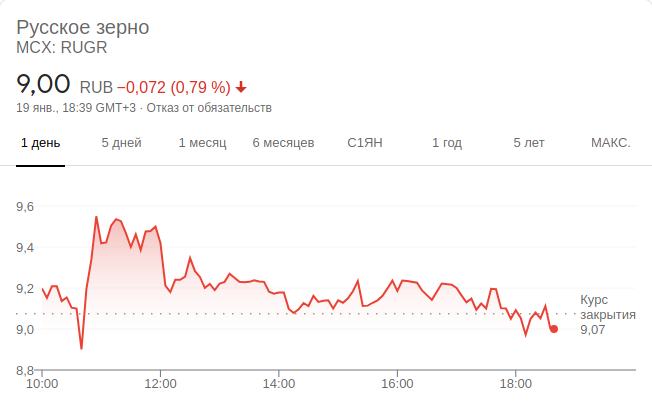 Русское зерно
MCX: RUGR
9,00 RUB −0,072 (0,79 %)
19 янв., 18:39 GMT+3 · Отказ от обязательств
1 день 5 дней 1 месяц 6 месяцев С1ЯН 1 год 5 лет МАКС.
9,6
9,4
9,2
9,0
8,8
Курс
закрытия
9,07
10:00 12:00 14:00 16:00 18:00